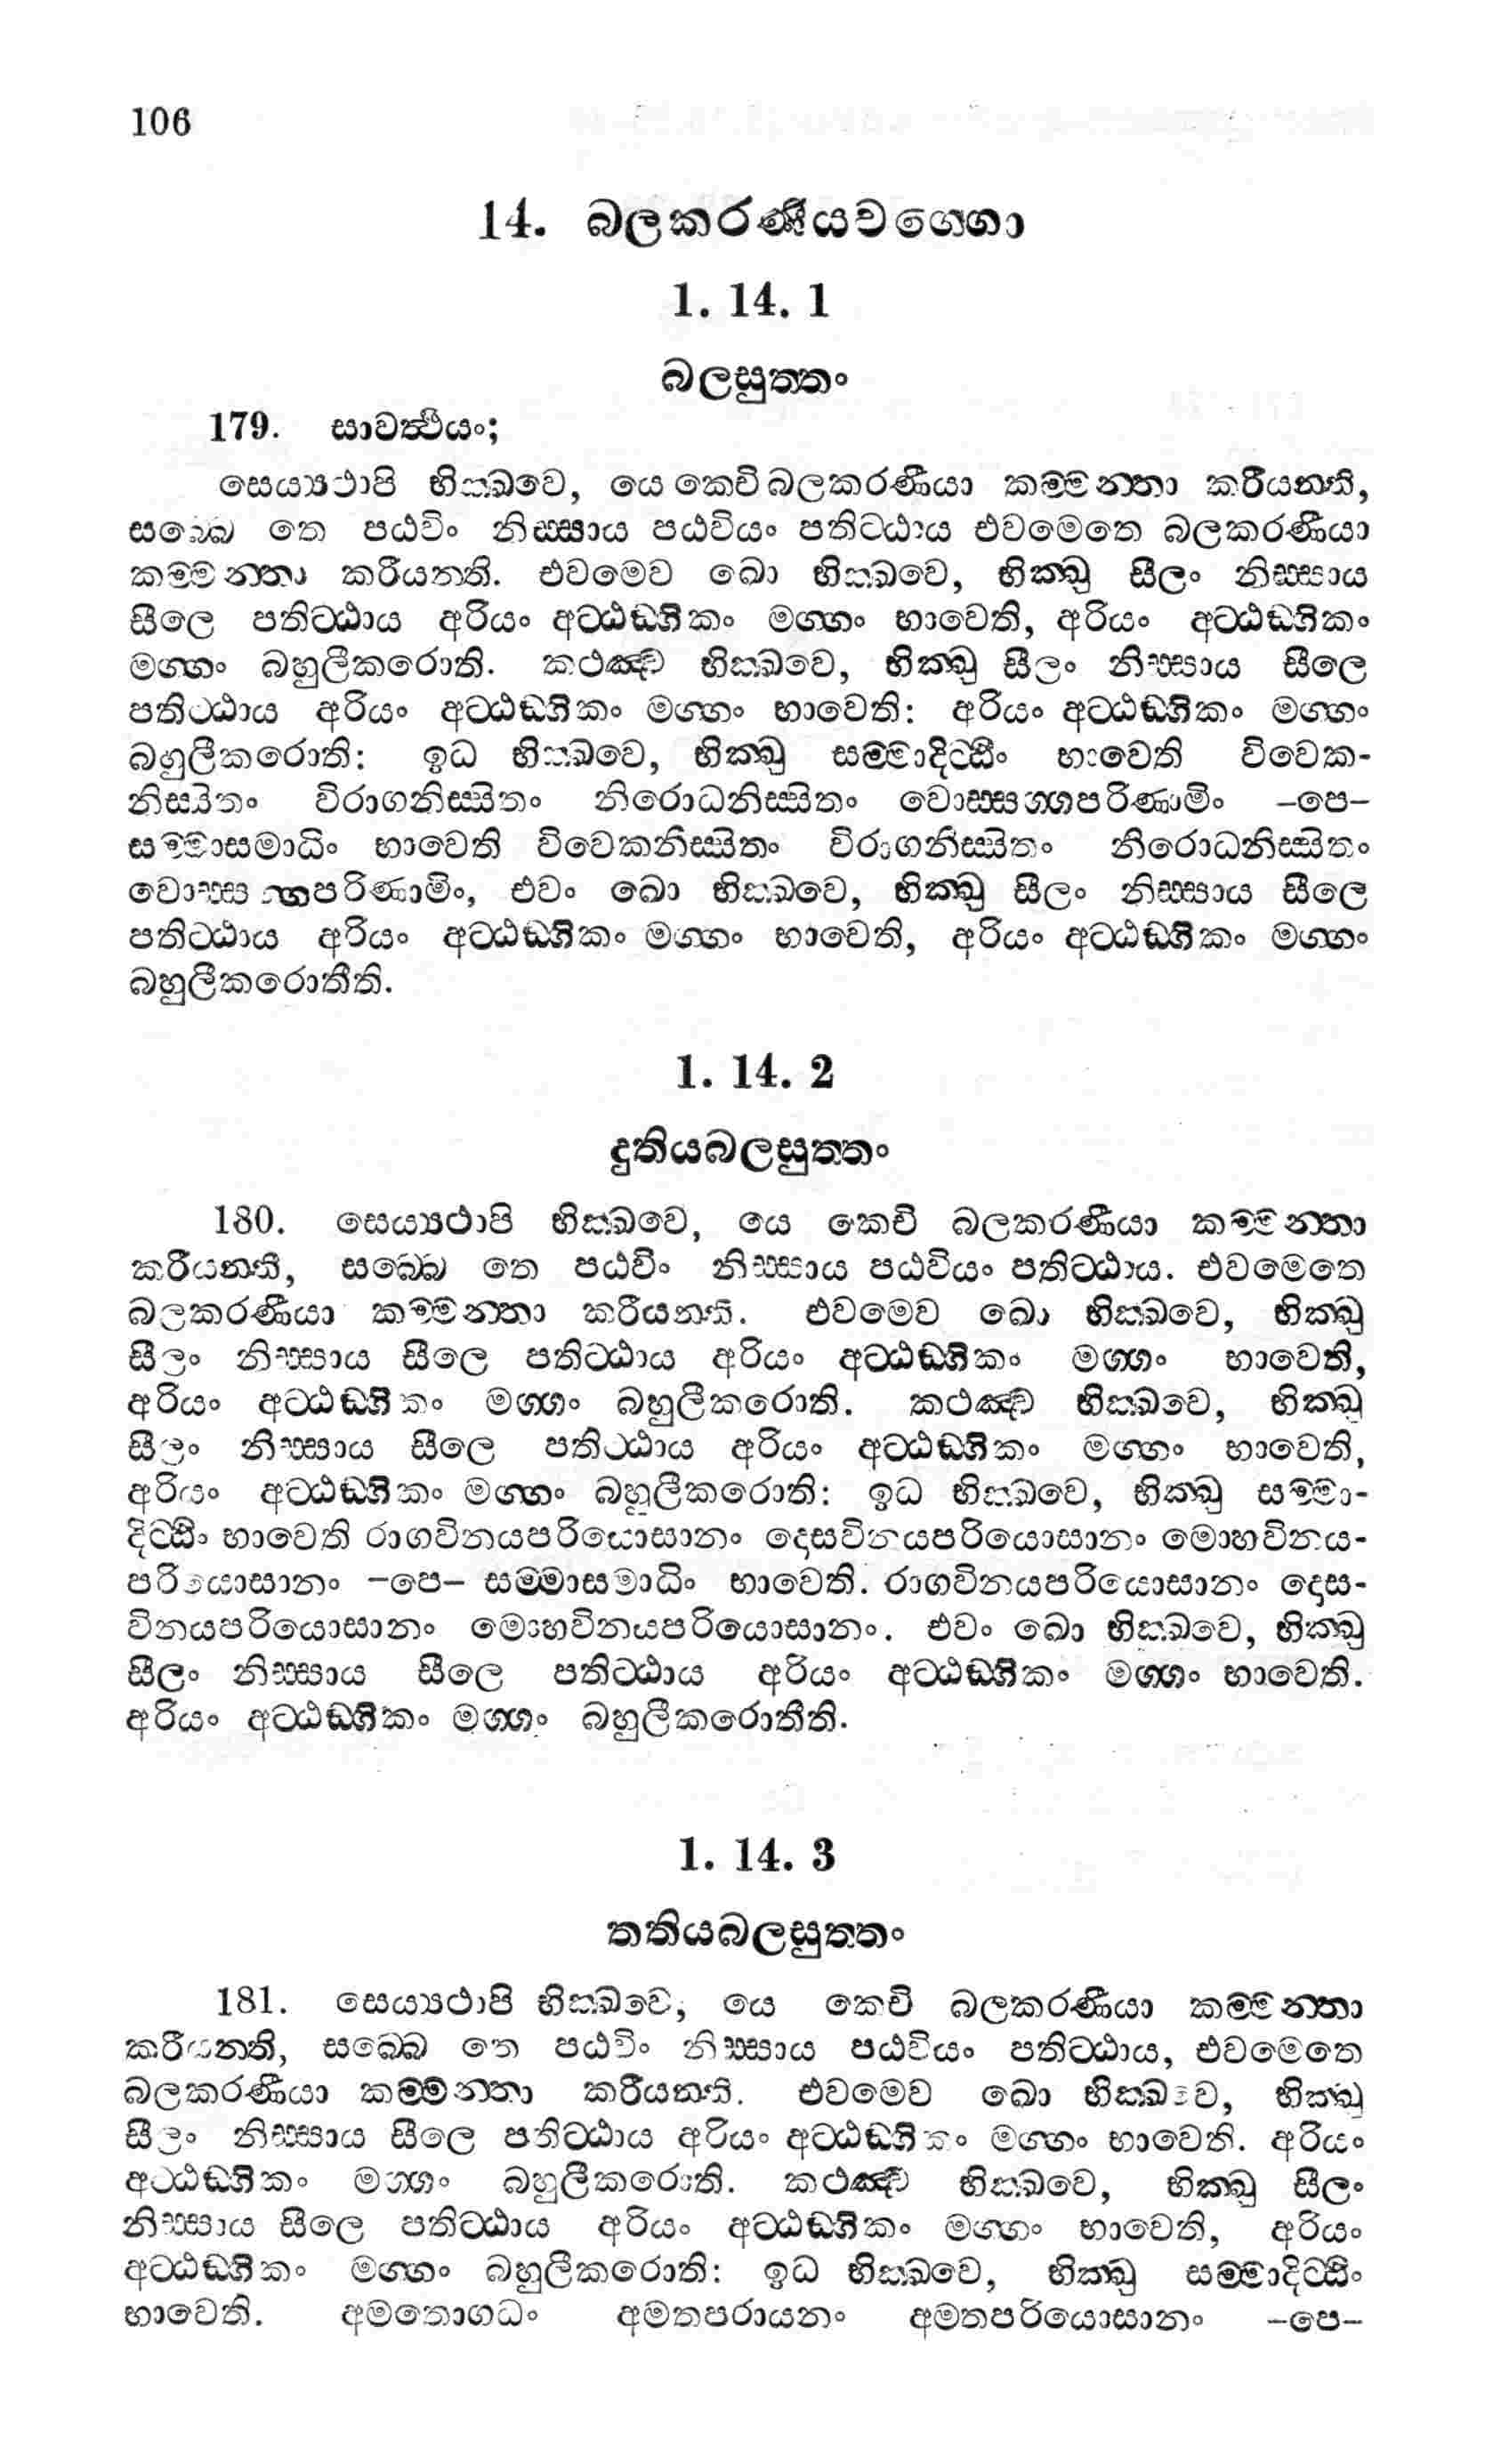 106
14. බලකරණීයවග්ගො
1. 14. 1
බලසුත්තං
179. සාවත්ථියං;
සෙය්‍යථාපි භික්ඛවෙ, යෙ කෙචි බලකරණීයා කම්මන්තා කරීයන්ති,
සබ්බෙ තෙ පඨවිං නිස්සාය පඨවියං පතිට්ඨාය එවමෙතෙ බලකරණීයා
කම්මන්තා කරීයන්ති. එවමෙව ඛො භික්ඛවෙ, භික්ඛු සීලං නිස්සාය
සීලෙ පතිට්ඨාය අරියං අට්ඨඞ්ගිකං මග්ගං භාවෙති, අරියං අට්ඨඞ්ගිකං
මග්ගං බහුලීකරොති. කථඤ්ච භික්ඛවෙ, භික්ඛු සීලං නිස්සාය සීලෙ
පතිට්ඨාය අරියං අට්ඨඞ්ගිකං මග්ගං භාවෙති: අරියං අට්ඨඞ්ගිකං මග්ගං
බහුලීකරොති: ඉධ භික්ඛවෙ, භික්ඛු සම්මාදිට්ඨිං භාවෙති විවෙක-
නිස්සිතං විරාගනිස්සිතං නිරොධනිස්සිතං වොස්සග්ගපරිණාමිං –පෙ–
සම්මාසමාධිං භාවෙති විවෙකනිස්සිතං විරාගනිස්සිතං නිරොධනිස්සිතං
වොස්සග්ගපරිණාමිං, එවං ඛො භික්ඛවෙ, භික්ඛු සීලං නිස්සාය සීලෙ
පතිට්ඨාය අරියං අට්ඨඞ්ගිකං මග්ගං භාවෙති, අරියං අට්ඨඞ්ගිකං මග්ගං
බහුලීකරොතීති.
1. 14. 2
දුතියබලසුත්තං
180. සෙය්‍යථාපි භික්ඛවෙ, යෙ කෙචි බලකරණීයා කම්මන්තා
කරීයන්ති, සබ්බෙ තෙ පඨවිං නිස්සාය පඨවියං පතිට්ඨාය. එවමෙතෙ
බලකරණීයා කම්මන්තා කරීයන්ති. එවමෙව ඛො භික්ඛවෙ, භික්ඛු
සීලං නිස්සාය සීලෙ පතිට්ඨාය අරියං අට්ඨඞ්ගිකං මග්ගං භාවෙති,
අරියං අට්ඨඞ්ගිකං මග්ගං බහුලීකරොති. කථඤ්ච භික්ඛවෙ, භික්ඛු
සීලං නිස්සාය සීලෙ පතිට්ඨාය අරියං අට්ඨඞ්ගිකං මග්ගං භාවෙති,
අරියං අට්ඨඞ්ගිකං මග්ගං බහුලීකරොති: ඉධ භික්ඛවෙ, භික්ඛු සම්මා-
දිට්ඨිං භාවෙති රාගවිනයපරියොසානං දොසවිනයපරියොසානං මොහවිනය-
පරියොසානං –පෙ– සම්මාසමාධිං භාවෙති. රාගවිනයපරියොසානං දොස-
විනයපරියොසානං මොහවිනයපරියොසානං. එවං ඛො භික්ඛවෙ, භික්ඛු
සීලං නිස්සාය සීලෙ පතිට්ඨාය අරියං අට්ඨඞ්ගිකං මග්ගං භාවෙති.
අරියං අට්ඨඞ්ගිකං මග්ගං බහුලීකරොතීති.
1. 14. 3
තතියබලසුත්තං
181. සෙය්‍යථාපි භික්ඛවෙ, යෙ කෙචි බලකරණීයා කම්මන්තා
කරීයන්ති, සබ්බෙ තෙ පඨවිං නිස්සාය පඨවියං පතිට්ඨාය, එවමෙතෙ
බලකරණීයා කම්මන්තා කරීයන්ති. එවමෙව ඛො භික්ඛවෙ, භික්ඛු
සීලං නිස්සාය සීලෙ පතිට්ඨාය අරියං අට්ඨඞ්ගිකං මග්ගං භාවෙති. අරියං
අට්ඨඞ්ගිකං මග්ගං බහුලීකරොති. කථඤ්ච භික්ඛවෙ, භික්ඛු සීලං
නිස්සාය සීලෙ පතිට්ඨාය අරියං අට්ඨඞ්ගිකං මග්ගං භාවෙති, අරියං
අට්ඨඞ්ගිකං මග්ගං බහුලීකරොති: ඉධ භික්ඛවෙ, භික්ඛු සම්මාදිට්ඨිං
භාවෙති. අමතොගධං අමතපරායනං අමතපරියොසානං –පෙ–